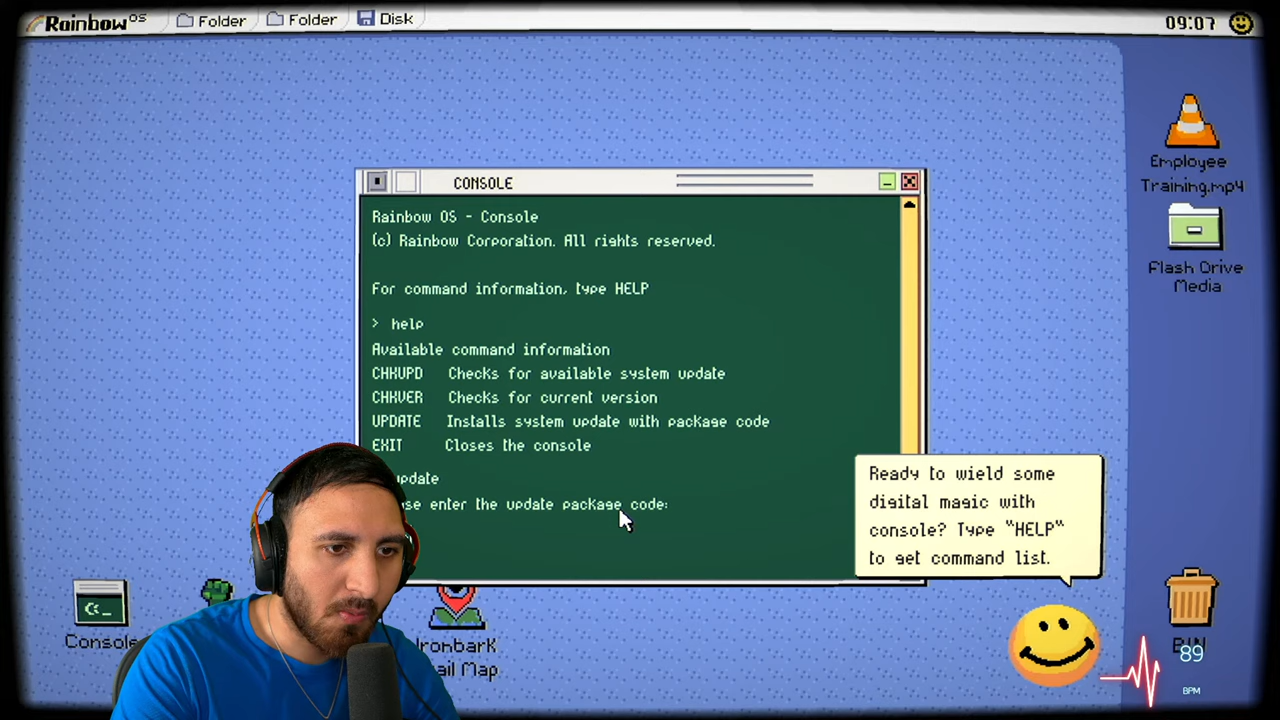 RainbowOS
Folder
Folder
Disk
09:07
Employee
Training.mp4
Flash Drive
Media
CONSOLE
Rainbow OS - Console
(c) Rainbow Corporation. All rights reserved.
For command information, type HELP
> help
Available command information
CHKUPD Checks for available system update
CHKVER Checks for current version
UPDATE Installs system update with package code
EXIT Closes the console
update
enter the update package code:
Ready to wield some
digital magic with
console? Type "HELP"
to get command list.
Console
Map
BIN
89
BPM